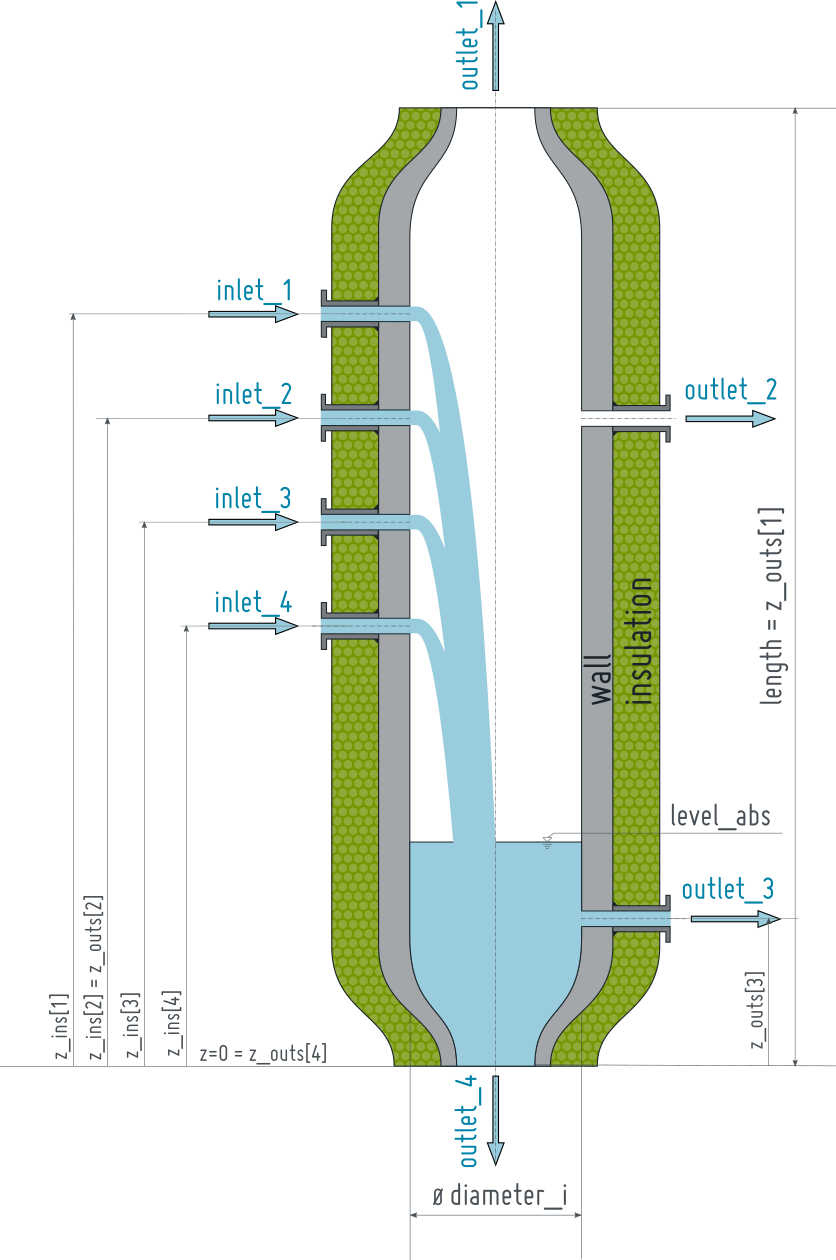 outlet_1
inlet_1
inlet_2
outlet_2
inlet_3
length = z_outs[1]
inlet_4
wall
insulation
level_abs
outlet_3
z_ins[1]
z_ins[2] = z_outs[2]
z_ins[3]
z_ins[4]
z_outs[3]
z=0 = z_outs[4]
outlet_4
ø diameter_i